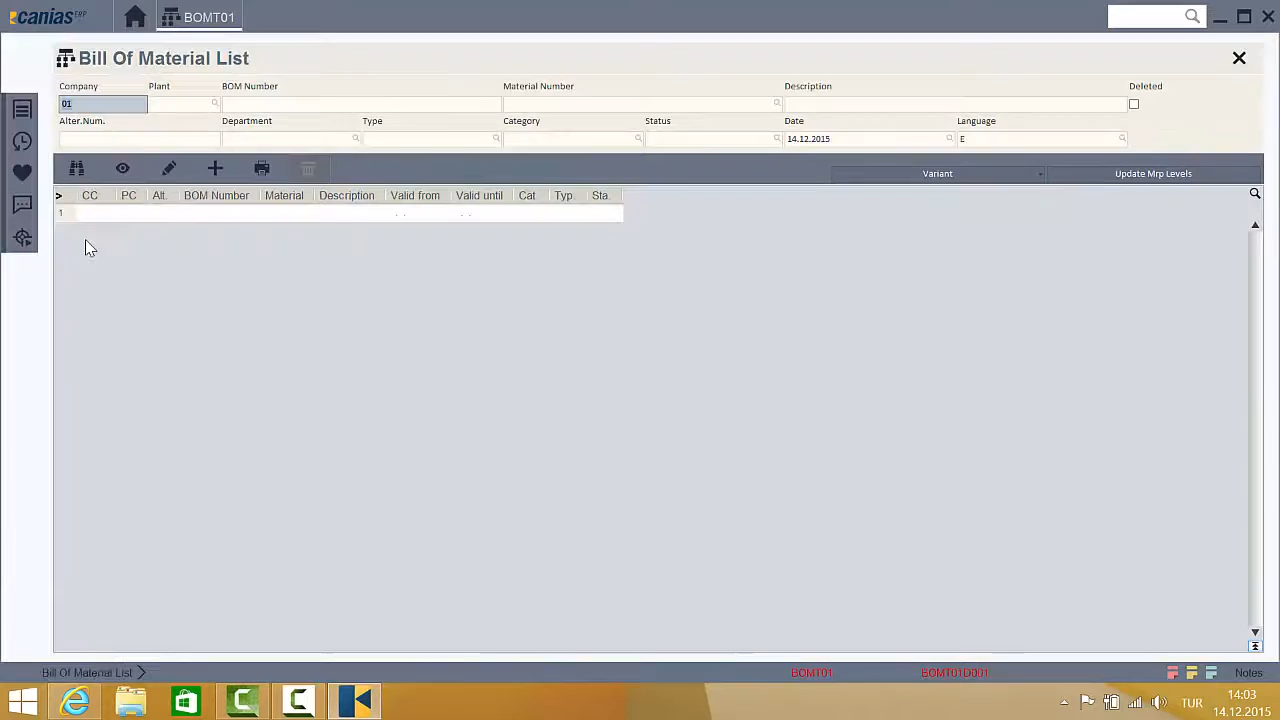 canias ERP
BOMT01
Bill Of Material List
Company Plant BOM Number Material Number Description Deleted
01
Alter.Num. Department Type Category Status Date Language
14.12.2015 E
Variant Update Mrp Levels
> CC PC Alt. BOM Number Material Description Valid from Valid until Cat Typ. Sta.
1 . . . .
Bill Of Material List BOMT01 BOMT01D001 Notes
TUR
14:03
14.12.2015